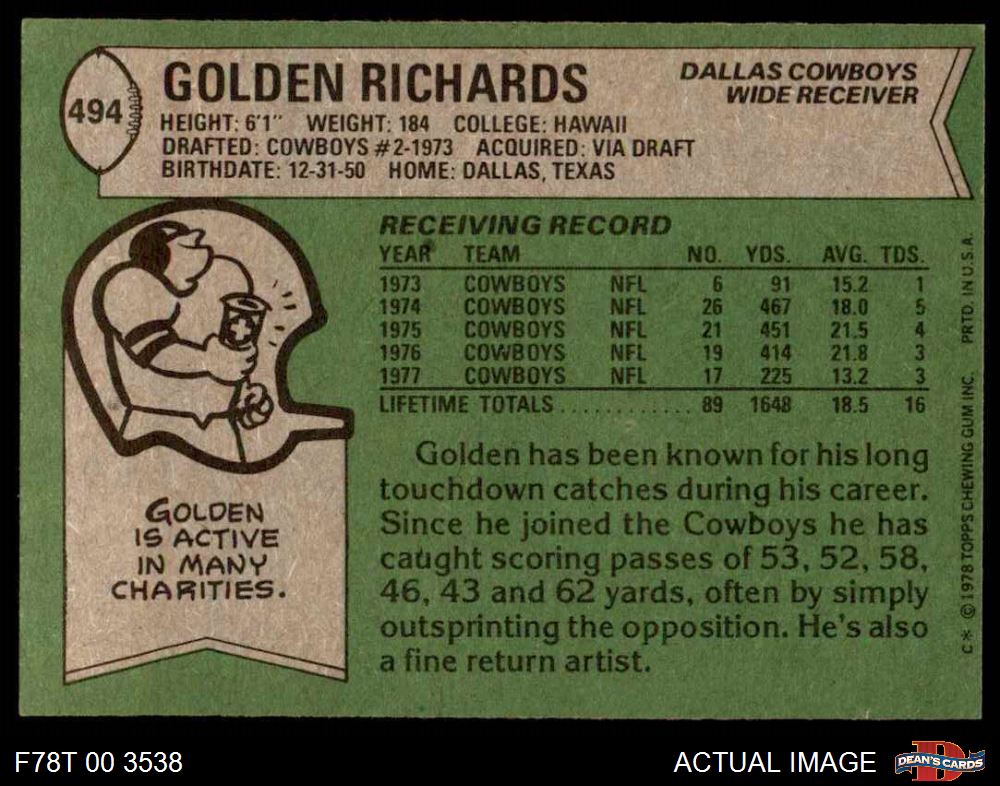 494
GOLDEN RICHARDS
DALLAS COWBOYS
WIDE RECEIVER
HEIGHT: 6'1" WEIGHT: 184 COLLEGE: HAWAII
DRAFTED: COWBOYS #2-1973 ACQUIRED: VIA DRAFT
BIRTHDATE: 12-31-50 HOME: DALLAS, TEXAS
RECEIVING RECORD
YEAR TEAM NO. YDS. AVG. TDS.
1973 COWBOYS NFL 6 91 15.2 1
1974 COWBOYS NFL 26 467 18.0 5
1975 COWBOYS NFL 21 451 21.5 4
1976 COWBOYS NFL 19 414 21.8 3
1977 COWBOYS NFL 17 225 13.2 3
LIFETIME TOTALS............ 89 1648 18.5 16
Golden has been known for his long
touchdown catches during his career.
Since he joined the Cowboys he has
caught scoring passes of 53, 52, 58,
46, 43 and 62 yards, often by simply
outsprinting the opposition. He's also
a fine return artist.
GOLDEN
IS ACTIVE
IN MANY
CHARITIES.
C* © 1978 TOPPS CHEWING GUM INC. PRTD. IN U.S.A.
F78T 00 3538
ACTUAL IMAGE
DEAN'S CARDS